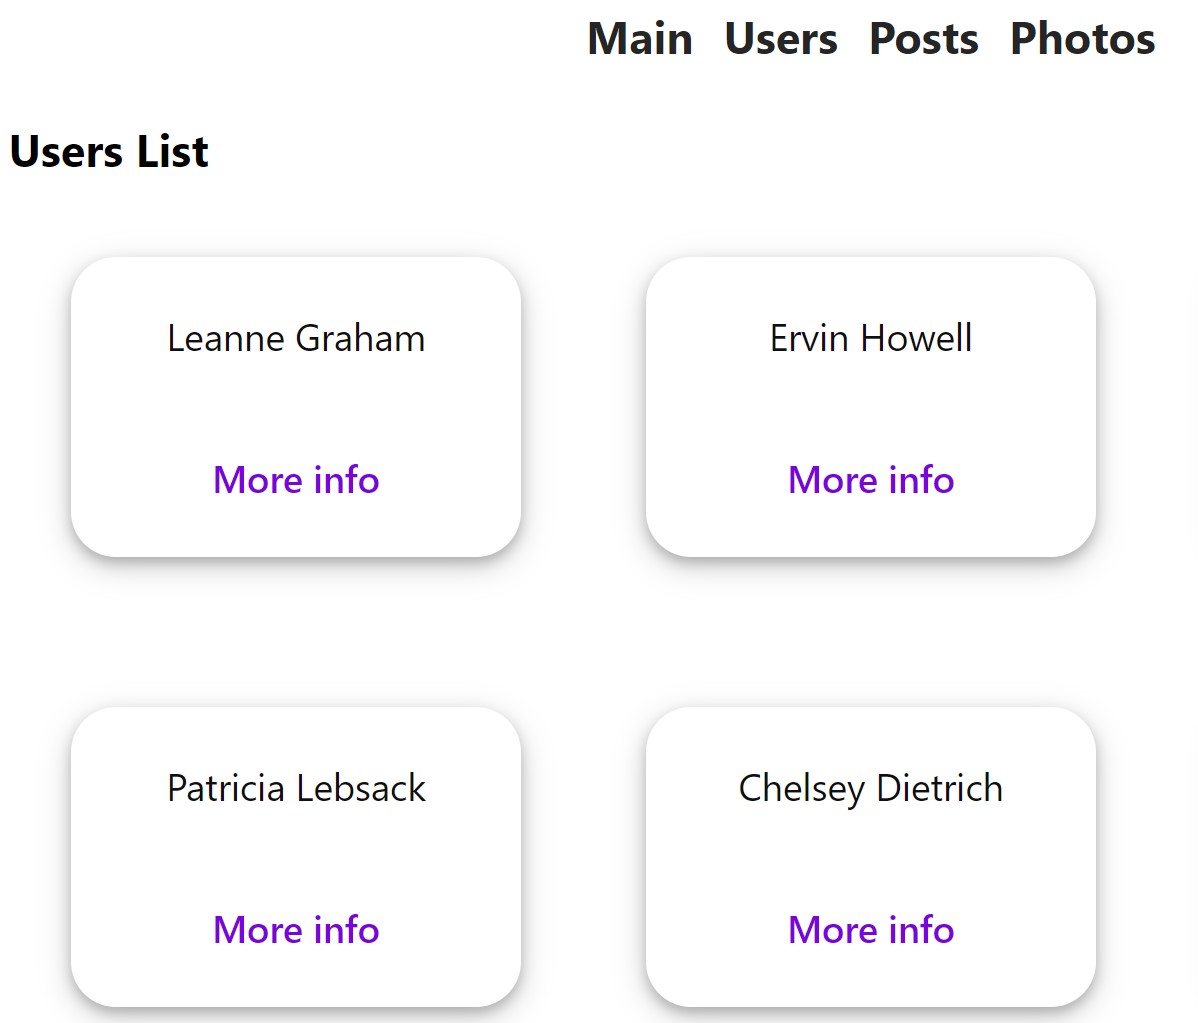 Main Users Posts Photos
Users List
Leanne Graham
Ervin Howell
More info
More info
Patricia Lebsack
Chelsey Dietrich
More info
More info